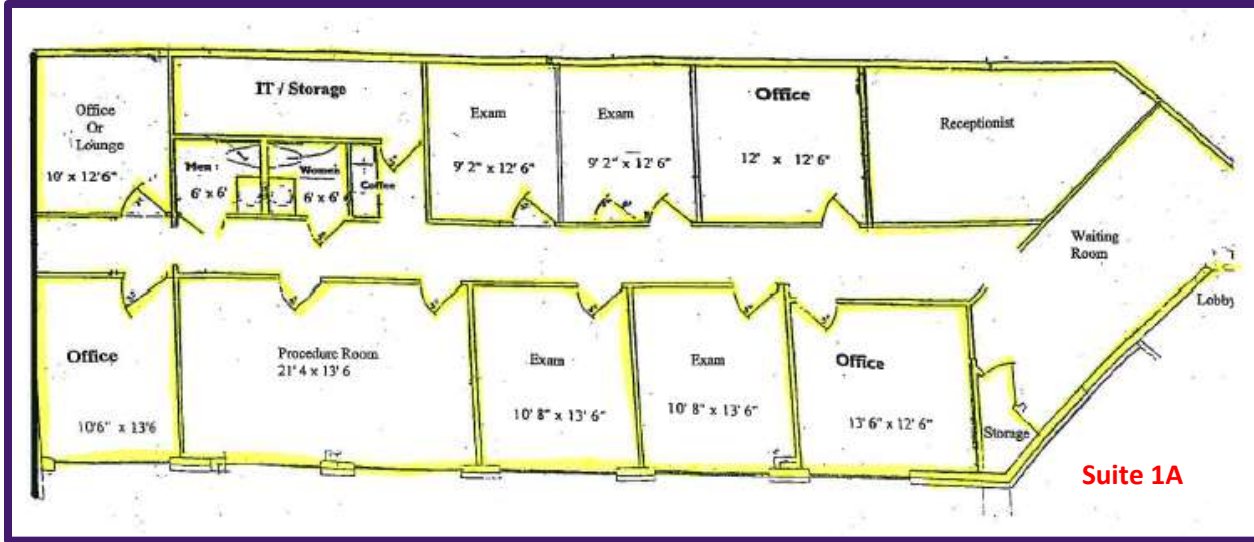 Office
Or
Lounge
10' x 12'6"
IT / Storage
Men
6' x 6'
Women
6' x 6'
Coffee
Exam
9' 2" x 12' 6"
Exam
9' 2" x 12' 6"
Office
12' x 12' 6"
Receptionist
Waiting
Room
Lobby
Office
10'6" x 13'6
Procedure Room
21' 4 x 13' 6
Exam
10' 8" x 13' 6"
Exam
10' 8" x 13' 6"
Office
13' 6" x 12' 6"
Storage
Suite 1A